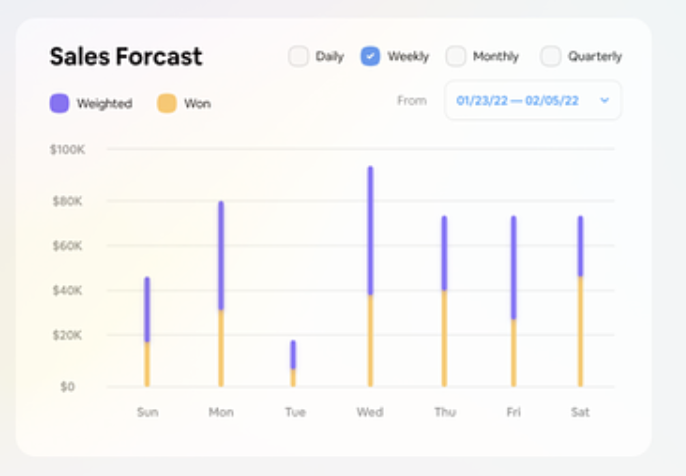 Sales Forcast
Daily Weekly Monthly Quarterly
Weighted Won
From 01/23/22 — 02/05/22
$100K
$80K
$60K
$40K
$20K
$0
Sun Mon Tue Wed Thu Fri Sat